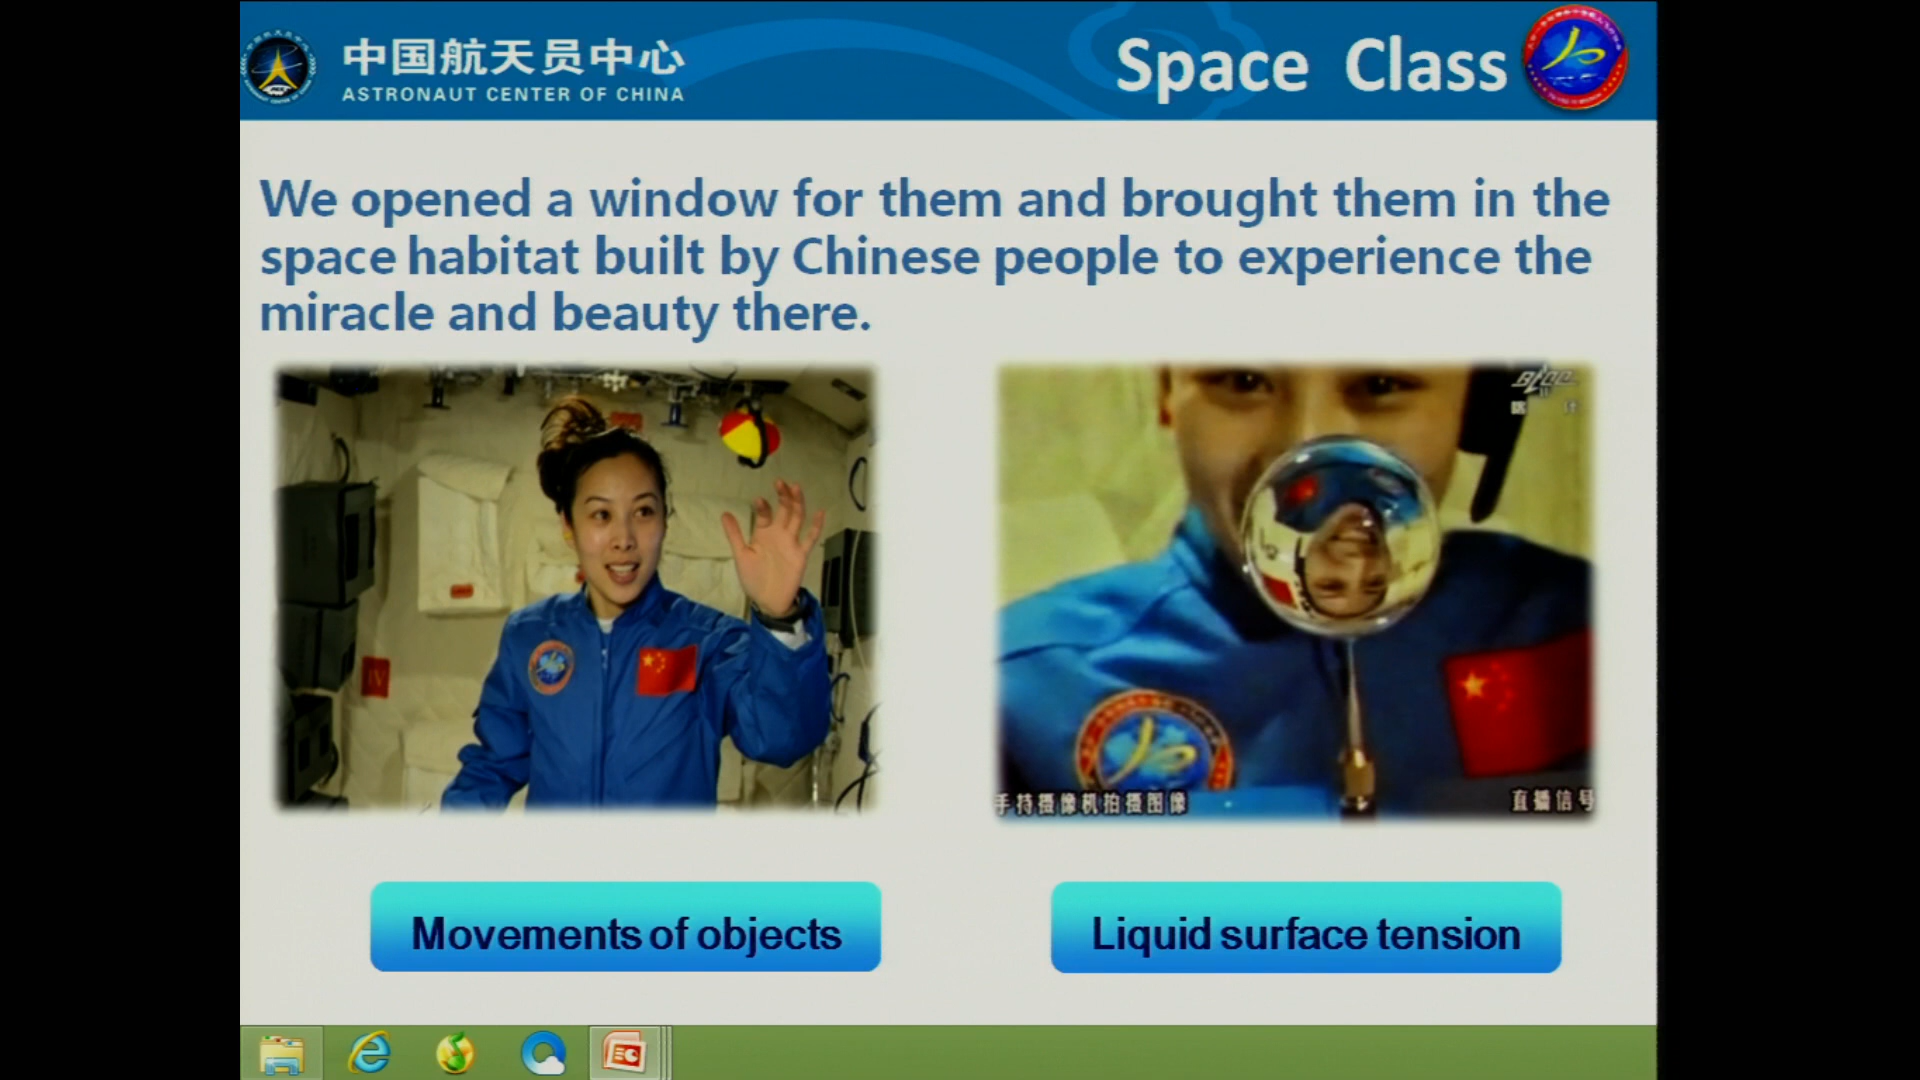 中国航天员中心
ASTRONAUT CENTER OF CHINA
Space Class
We opened a window for them and brought them in the
space habitat built by Chinese people to experience the
miracle and beauty there.
IV
手持摄像机拍摄图像
直播信号
Movements of objects
Liquid surface tension